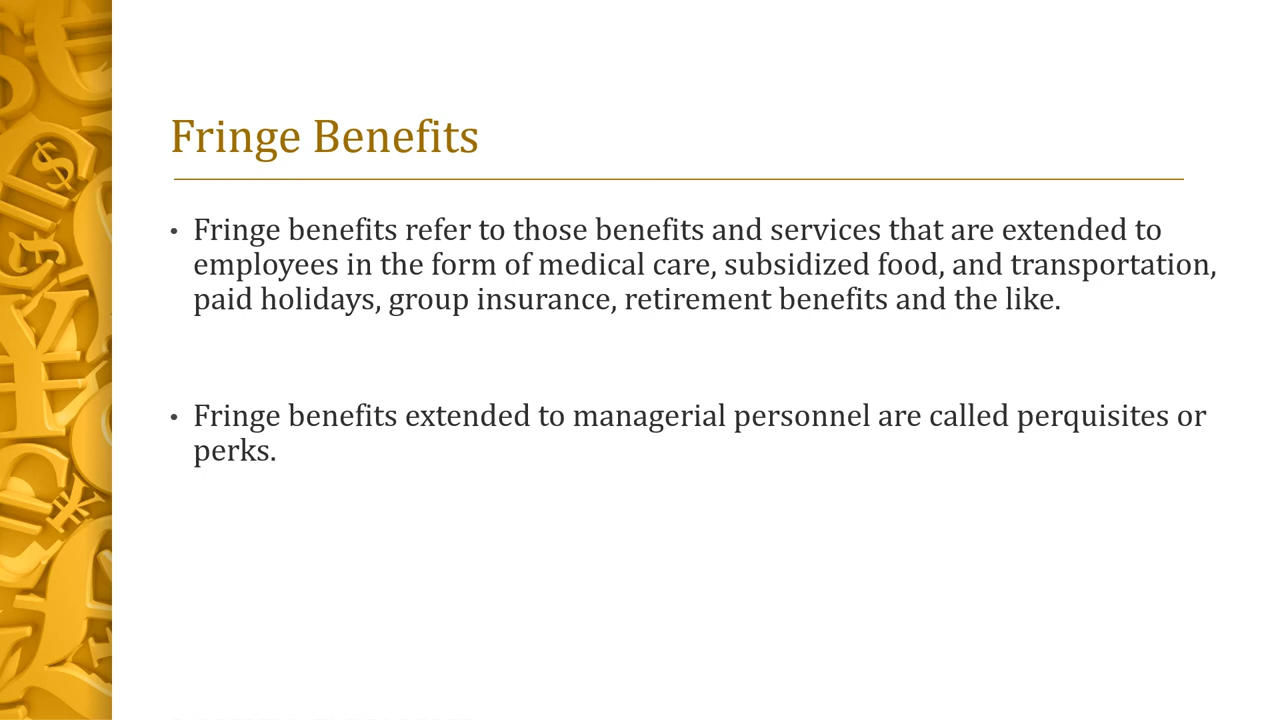 Fringe Benefits
• Fringe benefits refer to those benefits and services that are extended to
employees in the form of medical care, subsidized food, and transportation,
paid holidays, group insurance, retirement benefits and the like.
• Fringe benefits extended to managerial personnel are called perquisites or
perks.